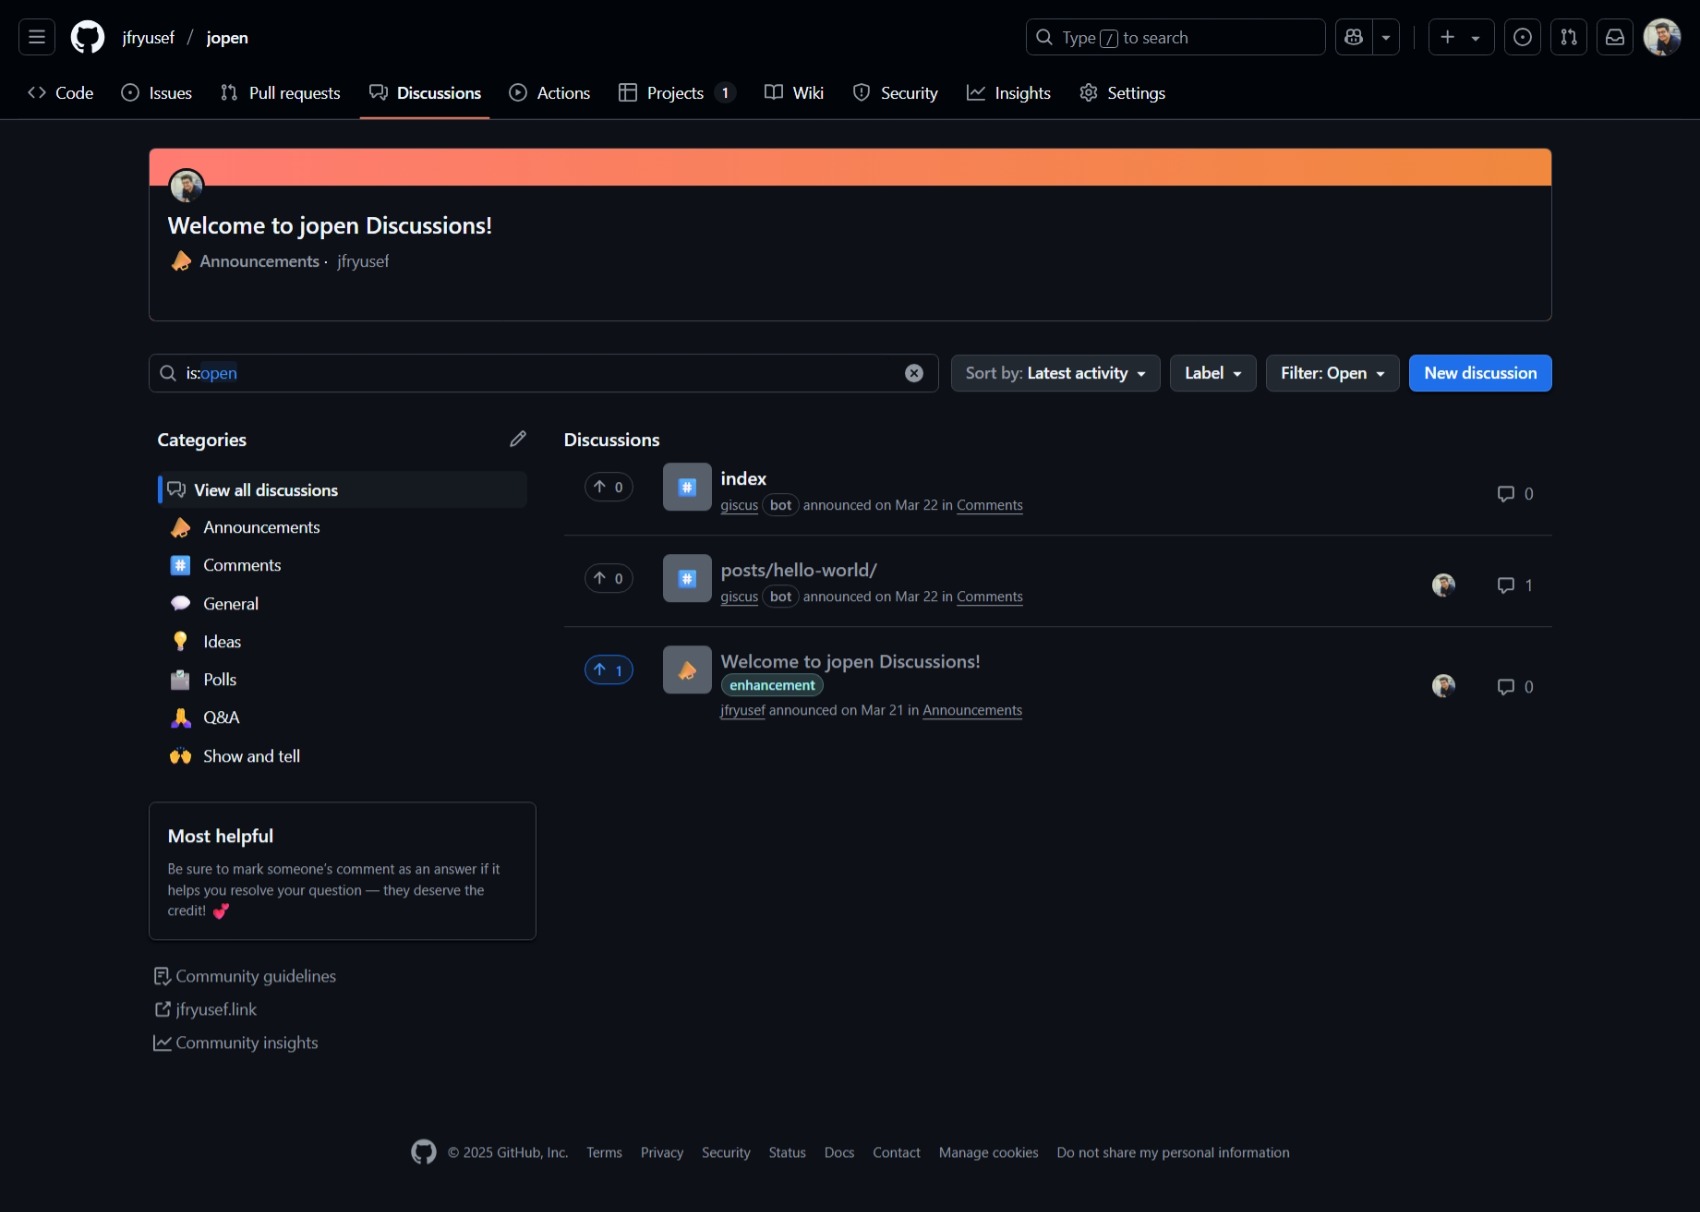 jfryusef / jopen
Type / to search
Code Issues Pull requests Discussions Actions Projects 1 Wiki Security Insights Settings
Welcome to jopen Discussions!
Announcements · jfryusef
is:open
Sort by: Latest activity Label Filter: Open New discussion
Categories
View all discussions
Announcements
Comments
General
Ideas
Polls
Q&A
Show and tell
Most helpful
Be sure to mark someone's comment as an answer if it
helps you resolve your question — they deserve the
credit! 💕
Community guidelines
jfryusef.link
Community insights
Discussions
0 # index
giscus bot announced on Mar 22 in Comments 0
0 # posts/hello-world/
giscus bot announced on Mar 22 in Comments 1
1 Welcome to jopen Discussions!
enhancement
jfryusef announced on Mar 21 in Announcements 0
© 2025 GitHub, Inc. Terms Privacy Security Status Docs Contact Manage cookies Do not share my personal information